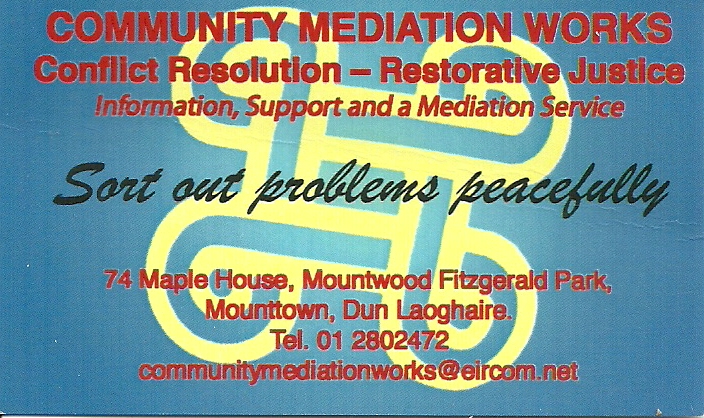 COMMUNITY MEDIATION WORKS
Conflict Resolution – Restorative Justice
Information, Support and a Mediation Service
Sort out problems peacefully
74 Maple House, Mountwood Fitzgerald Park,
Mounttown, Dun Laoghaire.
Tel. 01 2802472
communitymediationworks@eircom.net